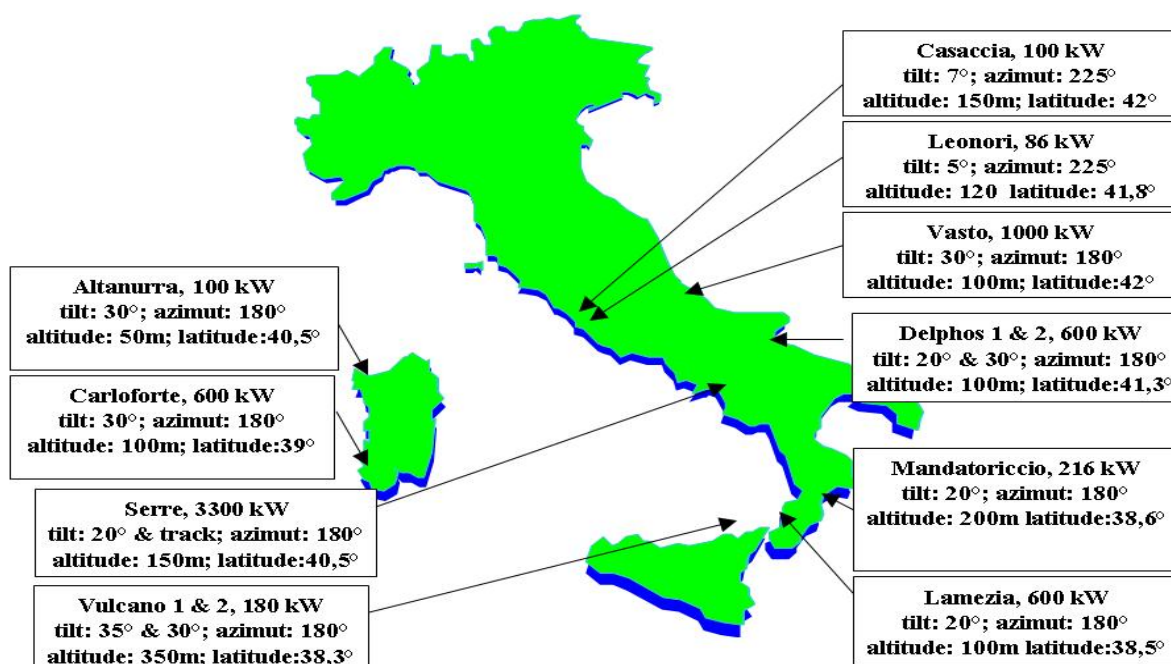 Casaccia, 100 kW
tilt: 7°; azimut: 225°
altitude: 150m; latitude: 42°
Leonori, 86 kW
tilt: 5°; azimut: 225°
altitude: 120 latitude: 41,8°
Vasto, 1000 kW
tilt: 30°; azimut: 180°
altitude: 100m; latitude:42°
Altanurra, 100 kW
tilt: 30°; azimut: 180°
altitude: 50m; latitude:40,5°
Delphos 1 & 2, 600 kW
tilt: 20° & 30°; azimut: 180°
altitude: 100m; latitude:41,3°
Carloforte, 600 kW
tilt: 30°; azimut: 180°
altitude: 100m; latitude:39°
Mandatoriccio, 216 kW
tilt: 20°; azimut: 180°
altitude: 200m latitude:38,6°
Serre, 3300 kW
tilt: 20° & track; azimut: 180°
altitude: 150m; latitude:40,5°
Vulcano 1 & 2, 180 kW
tilt: 35° & 30°; azimut: 180°
altitude: 350m; latitude:38,3°
Lamezia, 600 kW
tilt: 20°; azimut: 180°
altitude: 100m latitude:38,5°